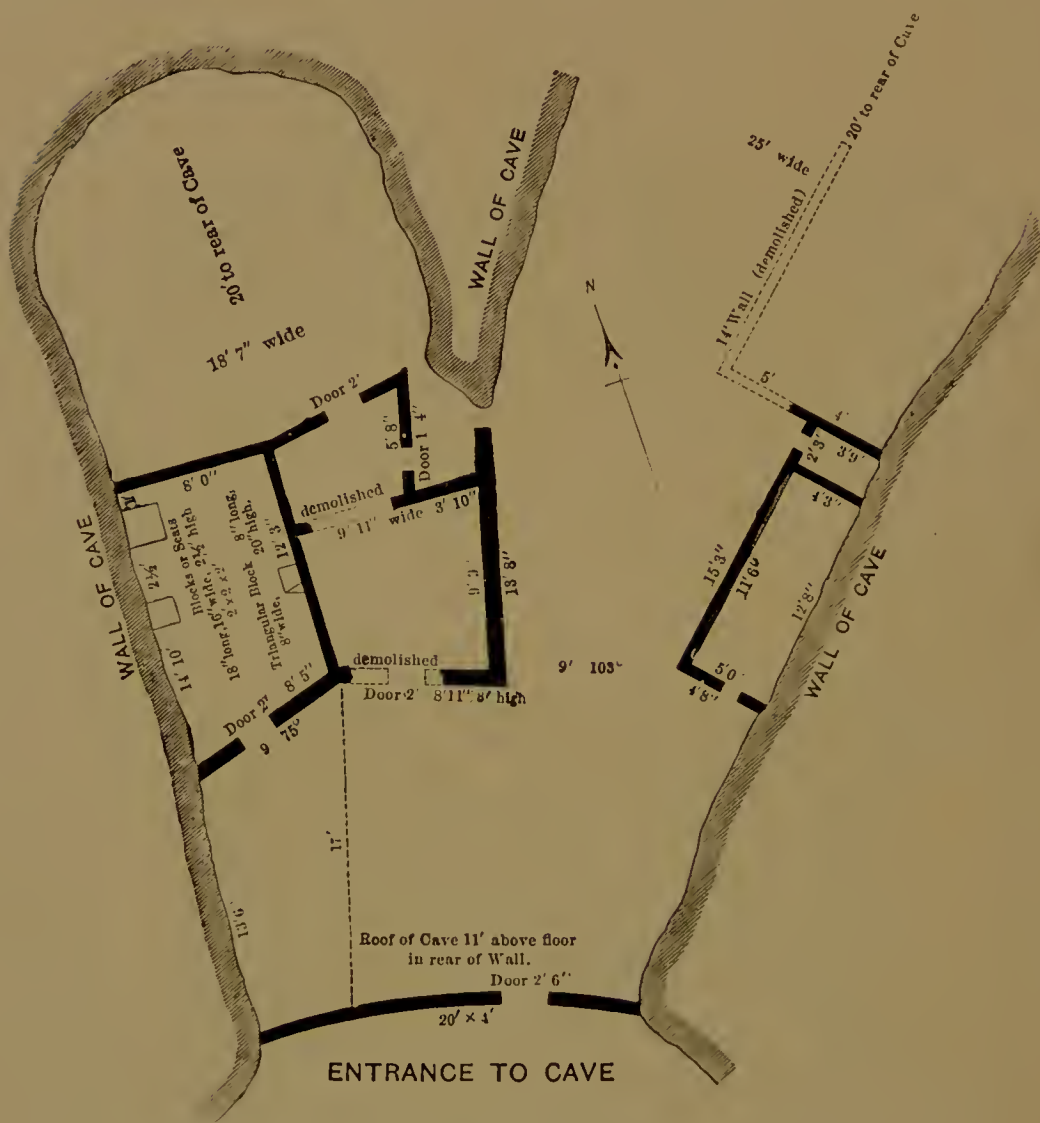 20' to rear of Cave
25' wide
14' Wall (demolished)
5'
WALL OF CAVE
N
20' to rear of Cave
18' 7" wide
Door 2'
5' 8"
Door 1' 4"
4'
2' 3"
3' 9"
4' 3"
8' 0"
demolished
9' 11" wide 3' 10"
WALL OF CAVE
2½'
Blocks or Seats
18" long, 10" wide, 2½' high
Triangular Block 20" high,
8" wide,
8" long,
12' 3"
13' 8"
15' 3"
11' 6"
12' 8"
WALL OF CAVE
14' 10"
demolished
Door 2' 8' 11" 8' high
9' 103°
5' 0"
4' 8"
Door 2' 8' 5"
9 75°
17'
13' 6"
Roof of Cave 11' above floor
in rear of Wall.
Door 2' 6"
20' × 4'
ENTRANCE TO CAVE